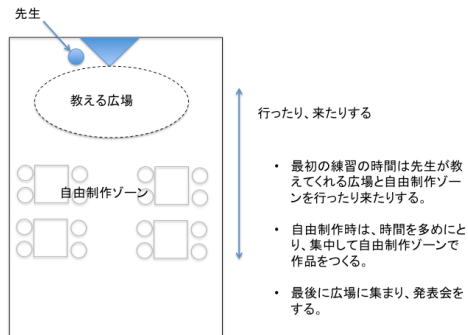 先生
教える広場
行ったり、来たりする
自由制作ゾーン
• 最初の練習の時間は先生が教
えてくれる広場と自由制作ゾー
ンを行ったり来たりする。
• 自由制作時は、時間を多めにと
り、集中して自由制作ゾーンで
作品をつくる。
• 最後に広場に集まり、発表会を
する。